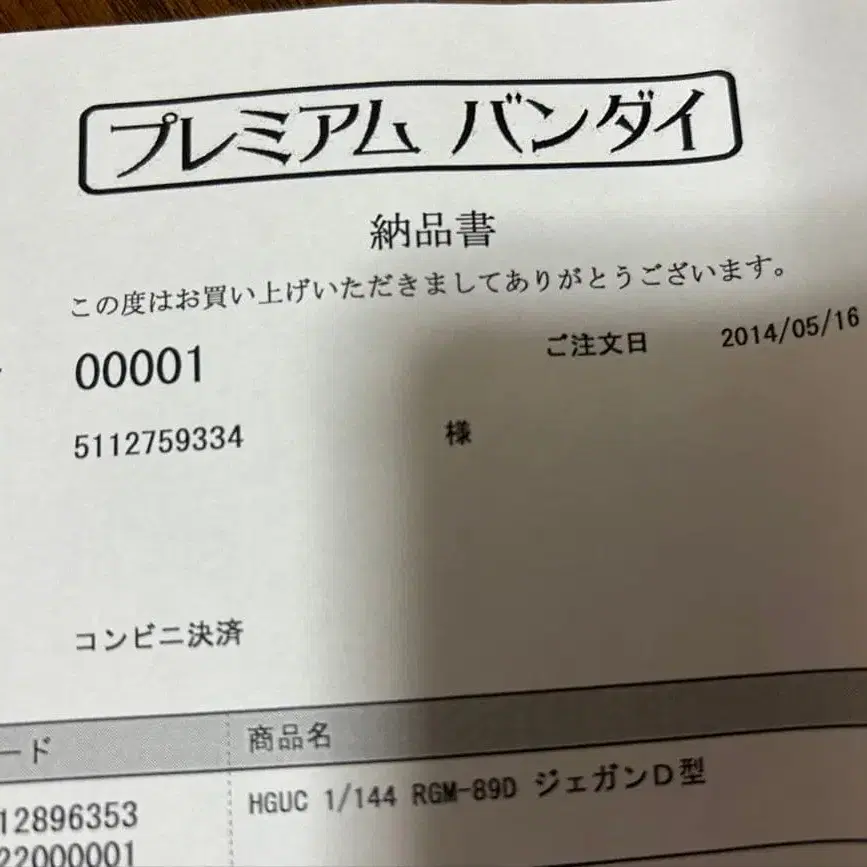 プレミアム バンダイ
納品書
この度はお買い上げいただきましてありがとうございます。
00001 ご注文日 2014/05/16
5112759334 様
コンビニ決済
ード 商品名
12896353 HGUC 1/144 RGM-89D ジェガンD型
22000001